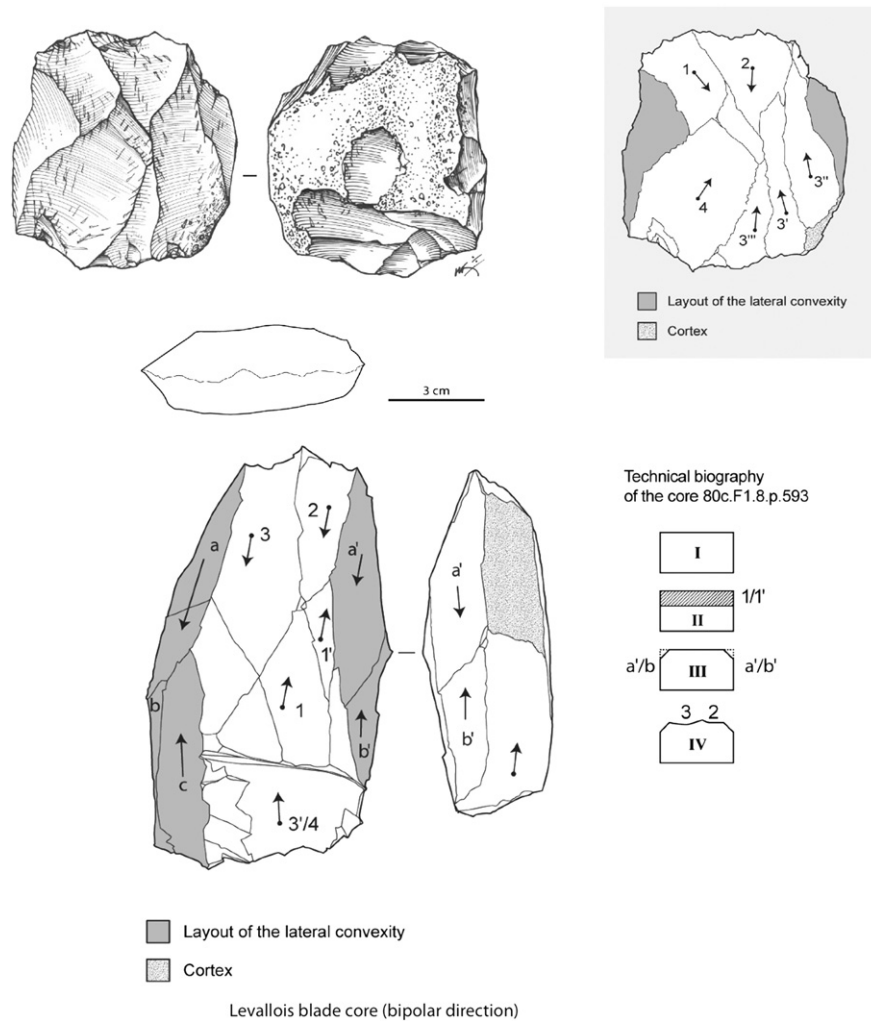 1
2
3"
4
3'
3'''
Layout of the lateral convexity
Cortex
3 cm
a
3
2
a'
a'
b
1'
1
b'
b'
c
3'/4
Technical biography
of the core 80c.F1.8.p.593
I
1/1'
II
a'/b
III
a'/b'
3 2
IV
Layout of the lateral convexity
Cortex
Levallois blade core (bipolar direction)